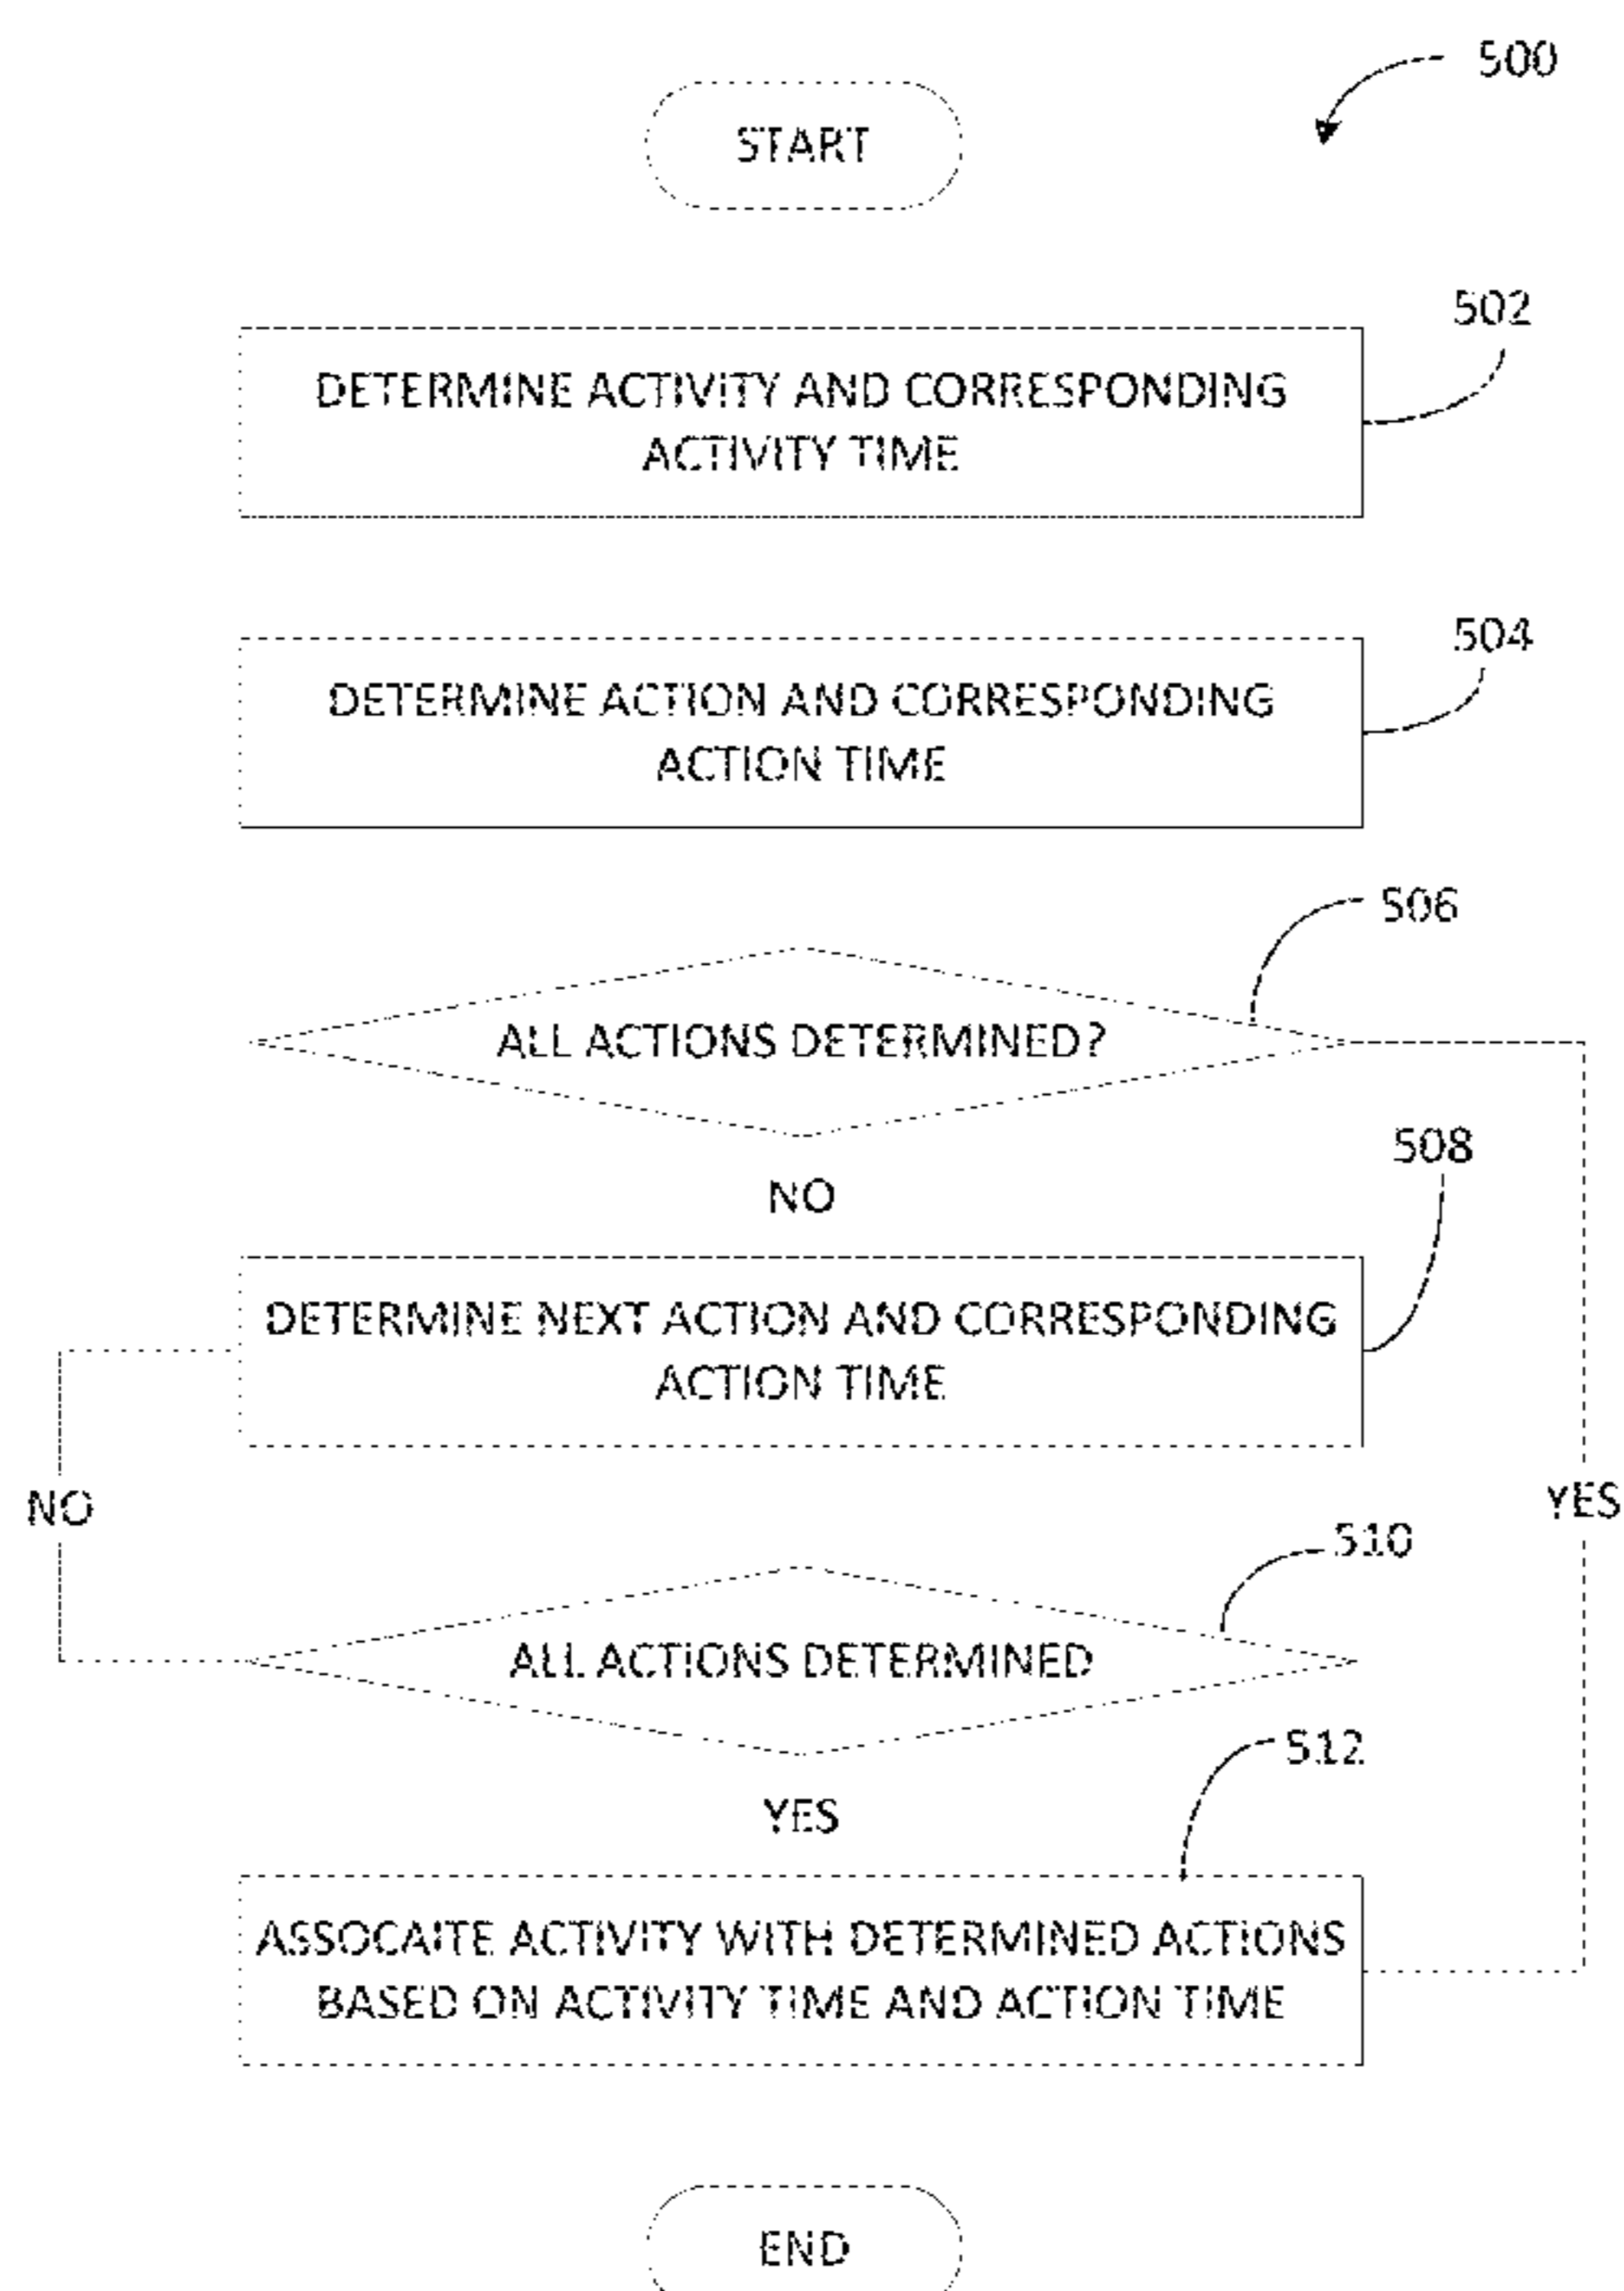 500
START
502
DETERMINE ACTIVITY AND CORRESPONDING
ACTIVITY TIME
504
DETERMINE ACTION AND CORRESPONDING
ACTION TIME
506
ALL ACTIONS DETERMINED?
NO
508
DETERMINE NEXT ACTION AND CORRESPONDING
ACTION TIME
NO
YES
510
ALL ACTIONS DETERMINED
YES
512
ASSOCAITE ACTIVITY WITH DETERMINED ACTIONS
BASED ON ACTIVITY TIME AND ACTION TIME
END